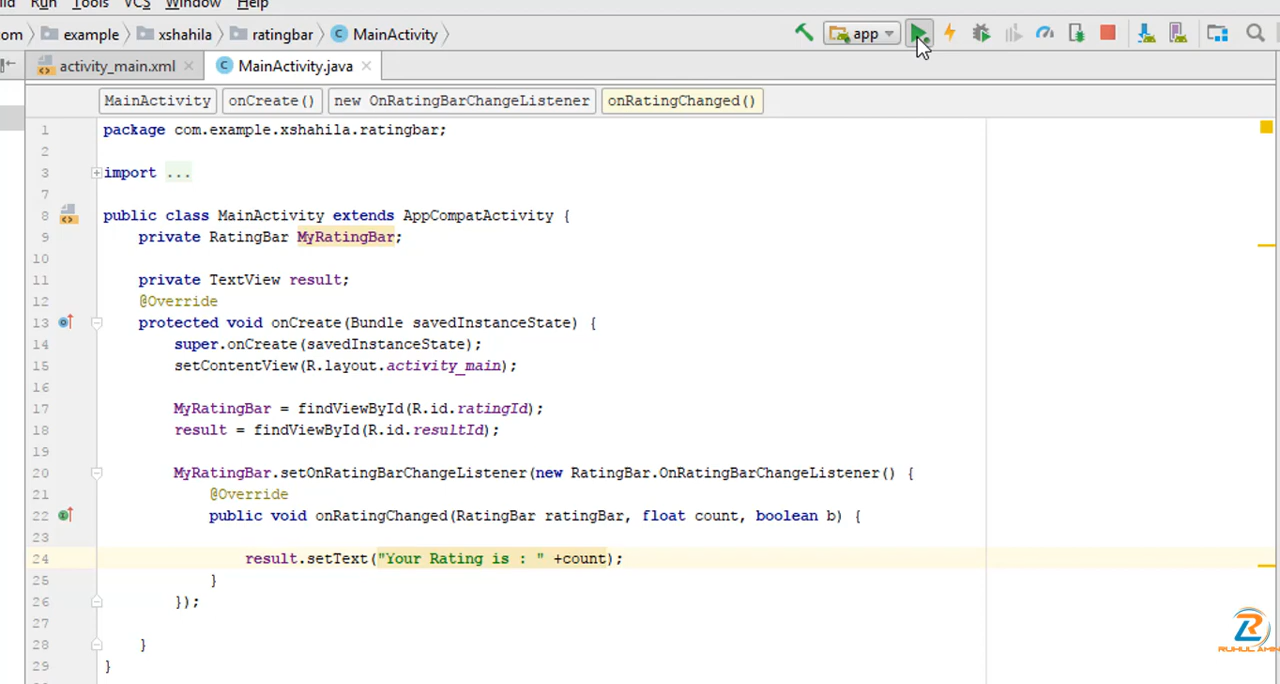 ld Run Tools VCS Window Help
om example xshahila ratingbar MainActivity app
activity_main.xml MainActivity.java
MainActivity onCreate() new OnRatingBarChangeListener onRatingChanged()
1 package com.example.xshahila.ratingbar;
2
3 import ...
7
8 public class MainActivity extends AppCompatActivity {
9 private RatingBar MyRatingBar;
10
11 private TextView result;
12 @Override
13 protected void onCreate(Bundle savedInstanceState) {
14 super.onCreate(savedInstanceState);
15 setContentView(R.layout.activity_main);
16
17 MyRatingBar = findViewById(R.id.ratingId);
18 result = findViewById(R.id.resultId);
19
20 MyRatingBar.setOnRatingBarChangeListener(new RatingBar.OnRatingBarChangeListener() {
21 @Override
22 public void onRatingChanged(RatingBar ratingBar, float count, boolean b) {
23
24 result.setText("Your Rating is : " +count);
25 }
26 });
27
28 }
29 }
RUHUL AMIN